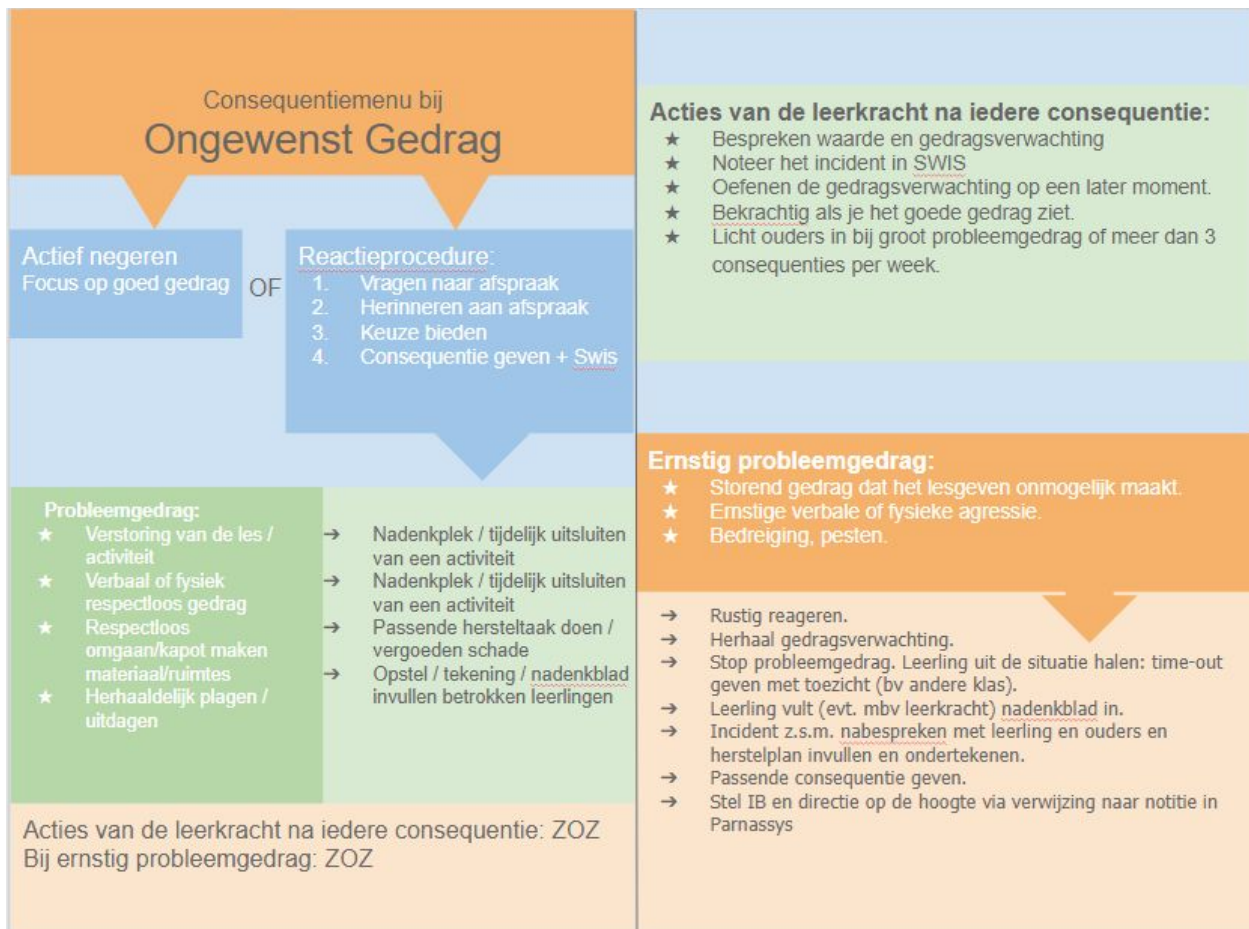 Consequentiemenu bij
Ongewenst Gedrag
Actief negeren
Focus op goed gedrag
OF
Reactieprocedure:
1. Vragen naar afspraak
2. Herinneren aan afspraak
3. Keuze bieden
4. Consequentie geven + Swis
Probleemgedrag:
★ Verstoring van de les /
activiteit
★ Verbaal of fysiek
respectloos gedrag
★ Respectloos
omgaan/kapot maken
materiaal/ruimtes
★ Herhaaldelijk plagen /
uitdagen
→ Nadenkplek / tijdelijk uitsluiten
van een activiteit
→ Nadenkplek / tijdelijk uitsluiten
van een activiteit
→ Passende hersteltaak doen /
vergoeden schade
→ Opstel / tekening / nadenkblad
invullen betrokken leerlingen
Acties van de leerkracht na iedere consequentie: ZOZ
Bij ernstig probleemgedrag: ZOZ
Acties van de leerkracht na iedere consequentie:
★ Bespreken waarde en gedragsverwachting
★ Noteer het incident in SWIS
★ Oefenen de gedragsverwachting op een later moment.
★ Bekrachtig als je het goede gedrag ziet.
★ Licht ouders in bij groot probleemgedrag of meer dan 3
consequenties per week.
Ernstig probleemgedrag:
★ Storend gedrag dat het lesgeven onmogelijk maakt.
★ Ernstige verbale of fysieke agressie.
★ Bedreiging, pesten.
→ Rustig reageren.
→ Herhaal gedragsverwachting.
→ Stop probleemgedrag. Leerling uit de situatie halen: time-out
geven met toezicht (bv andere klas).
→ Leerling vult (evt. mbv leerkracht) nadenkblad in.
→ Incident z.s.m. nabespreken met leerling en ouders en
herstelplan invullen en ondertekenen.
→ Passende consequentie geven.
→ Stel IB en directie op de hoogte via verwijzing naar notitie in
Parnassys